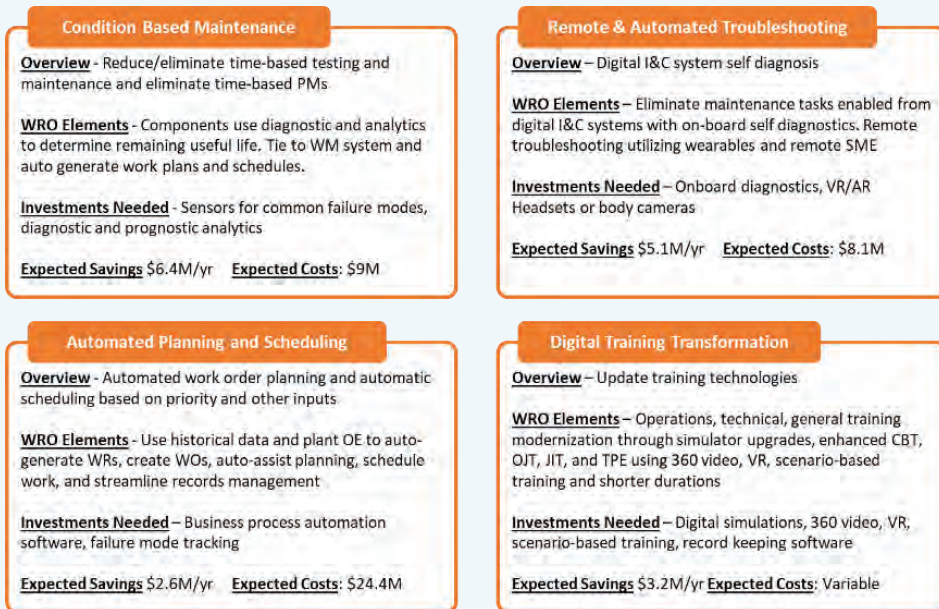 Condition Based Maintenance
Overview - Reduce/eliminate time-based testing and
maintenance and eliminate time-based PMs
WRO Elements - Components use diagnostic and analytics
to determine remaining useful life. Tie to WM system and
auto generate work plans and schedules.
Investments Needed - Sensors for common failure modes,
diagnostic and prognostic analytics
Expected Savings $6.4M/yr Expected Costs: $9M
Remote & Automated Troubleshooting
Overview – Digital I&C system self diagnosis
WRO Elements – Eliminate maintenance tasks enabled from
digital I&C systems with on-board self diagnostics. Remote
troubleshooting utilizing wearables and remote SME
Investments Needed – Onboard diagnostics, VR/AR
Headsets or body cameras
Expected Savings $5.1M/yr Expected Costs: $8.1M
Automated Planning and Scheduling
Overview - Automated work order planning and automatic
scheduling based on priority and other inputs
WRO Elements - Use historical data and plant OE to auto-
generate WRs, create WOs, auto-assist planning, schedule
work, and streamline records management
Investments Needed – Business process automation
software, failure mode tracking
Expected Savings $2.6M/yr Expected Costs: $24.4M
Digital Training Transformation
Overview – Update training technologies
WRO Elements – Operations, technical, general training
modernization through simulator upgrades, enhanced CBT,
OJT, JIT, and TPE using 360 video, VR, scenario-based
training and shorter durations
Investments Needed – Digital simulations, 360 video, VR,
scenario-based training, record keeping software
Expected Savings $3.2M/yr Expected Costs: Variable